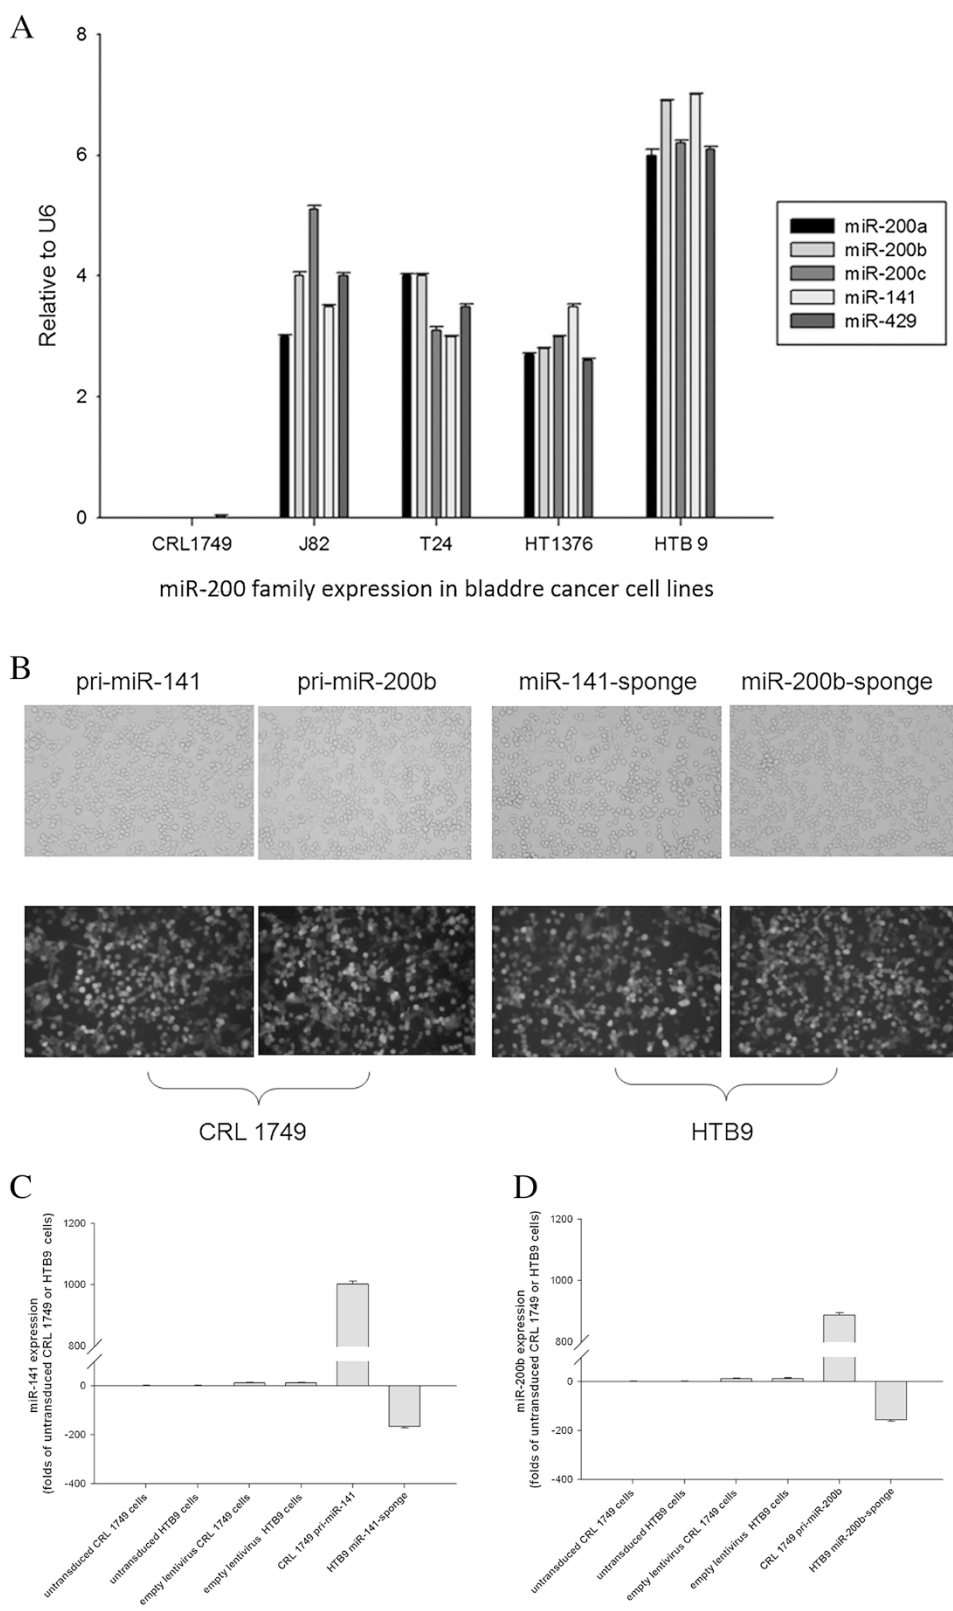 A
8
6
4
2
0
Relative to U6
miR-200a
miR-200b
miR-200c
miR-141
miR-429
CRL1749 J82 T24 HT1376 HTB 9
miR-200 family expression in bladdre cancer cell lines
B
pri-miR-141 pri-miR-200b miR-141-sponge miR-200b-sponge
CRL 1749 HTB9
C
miR-141 expression
(folds of untransduced CRL 1749 or HTB9 cells)
1200
1000
800
0
-200
-400
untransduced CRL 1749 cells
untransduced HTB9 cells
empty lentivirus CRL 1749 cells
empty lentivirus HTB9 cells
CRL 1749 pri-miR-141
HTB9 miR-141-sponge
D
miR-200b expression
(folds of untransduced CRL 1749 or HTB9 cells)
1200
1000
800
0
-200
-400
untransduced CRL 1749 cells
untransduced HTB9 cells
empty lentivirus CRL 1749 cells
empty lentivirus HTB9 cells
CRL 1749 pri-miR-200b
HTB9 miR-200b-sponge